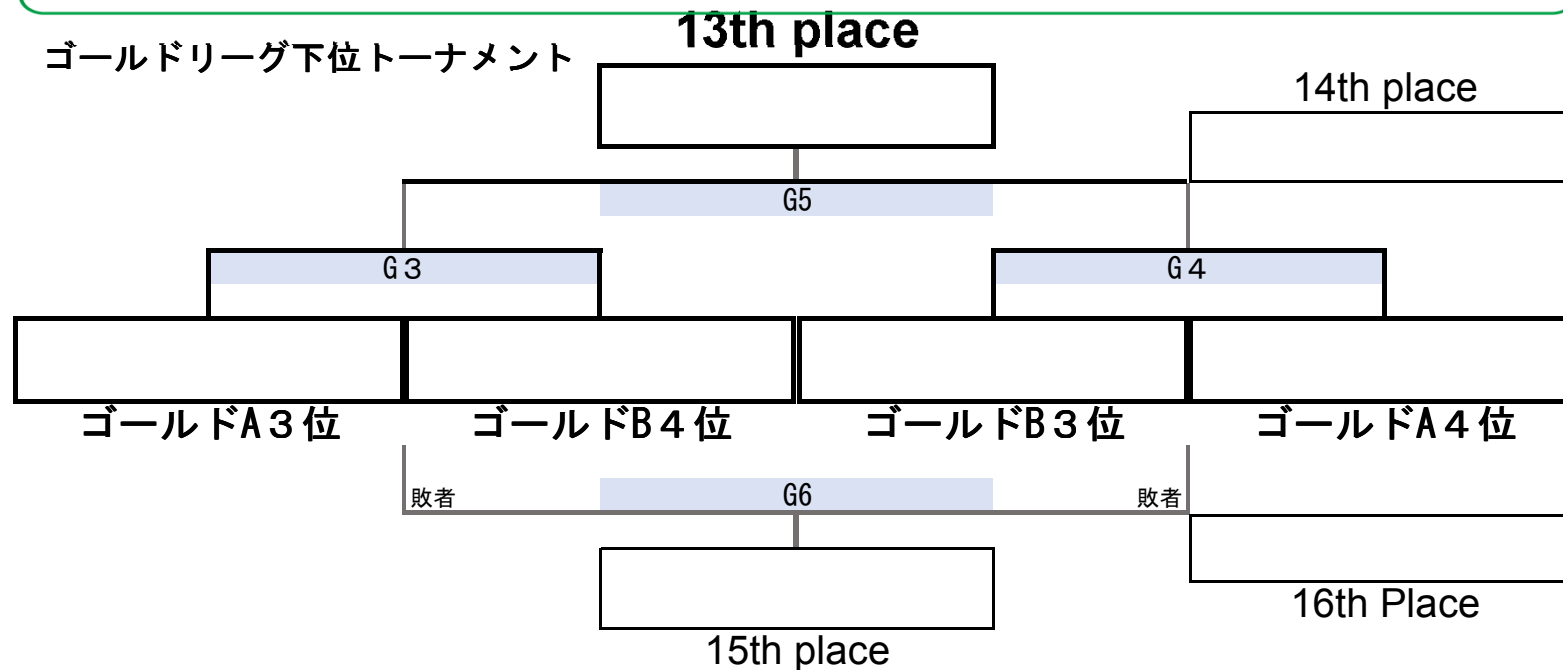 13th place
ゴールドリーグ下位トーナメント
14th place
G5
G３
G４
ゴールドA３位
ゴールドB４位
ゴールドB３位
ゴールドA４位
敗者
G6
敗者
16th Place
15th place